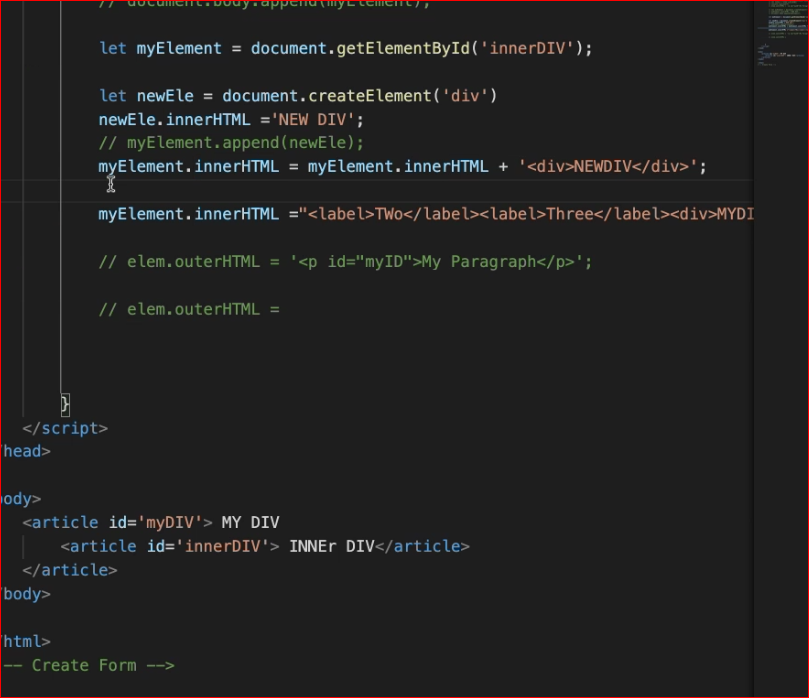 // document.body.append(myElement);
let myElement = document.getElementById('innerDIV');
let newEle = document.createElement('div')
newEle.innerHTML ='NEW DIV';
// myElement.append(newEle);
myElement.innerHTML = myElement.innerHTML + '<div>NEWDIV</div>';
myElement.innerHTML ="<label>TWo</label><label>Three</label><div>MYDI
// elem.outerHTML = '<p id="myID">My Paragraph</p>';
// elem.outerHTML =
}
</script>
head>
ody>
<article id='myDIV'> MY DIV
<article id='innerDIV'> INNEr DIV</article>
</article>
body>
html>
-- Create Form -->